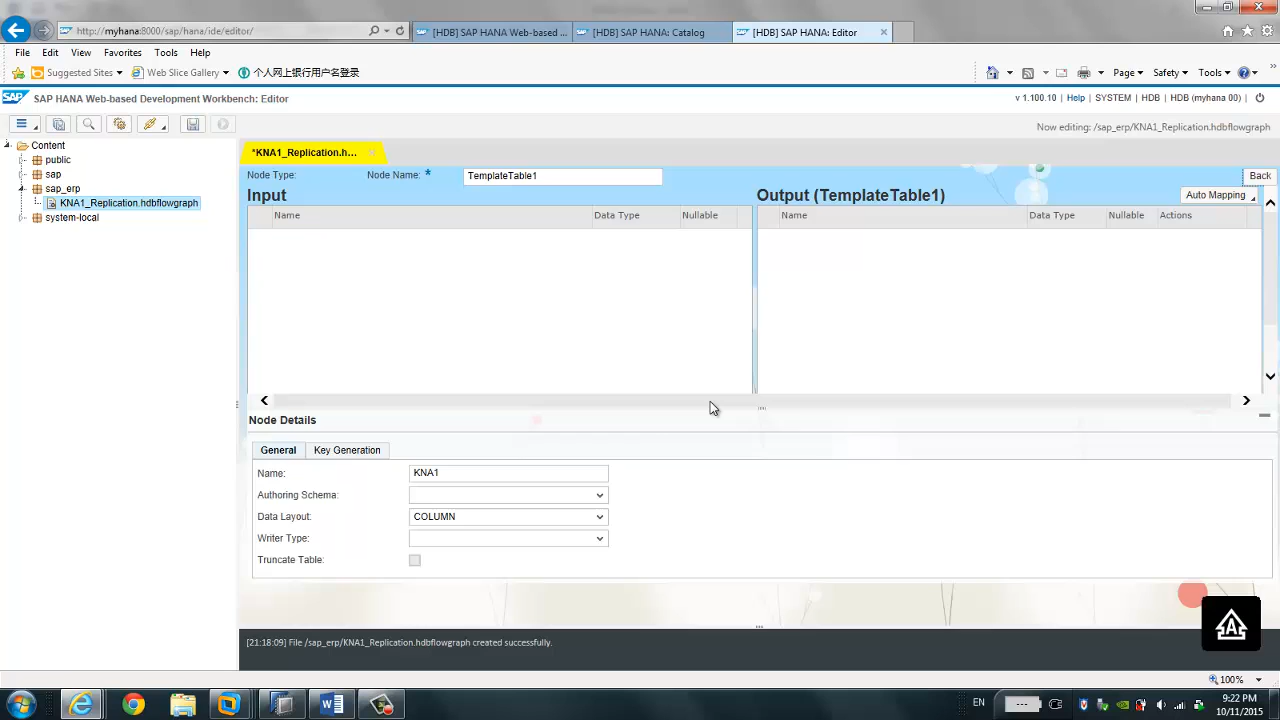 http://myhana:8000/sap/hana/ide/editor/
[HDB] SAP HANA Web-based ...
[HDB] SAP HANA: Catalog
[HDB] SAP HANA: Editor
File Edit View Favorites Tools Help
Suggested Sites
Web Slice Gallery
个人网上银行用户名登录
Page
Safety
Tools
SAP
SAP HANA Web-based Development Workbench: Editor
v 1.100.10 | Help | SYSTEM | HDB | HDB (myhana 00) |
Now editing: /sap_erp/KNA1_Replication.hdbflowgraph
Content
public
sap
sap_erp
KNA1_Replication.hdbflowgraph
system-local
*KNA1_Replication.h...
Node Type:
Node Name: *
TemplateTable1
Back
Input
Output (TemplateTable1)
Auto Mapping
Name Data Type Nullable
Name Data Type Nullable Actions
Node Details
General Key Generation
Name: KNA1
Authoring Schema:
Data Layout: COLUMN
Writer Type:
Truncate Table:
[21:18:09] File /sap_erp/KNA1_Replication.hdbflowgraph created successfully.
100%
EN
9:22 PM
10/11/2015